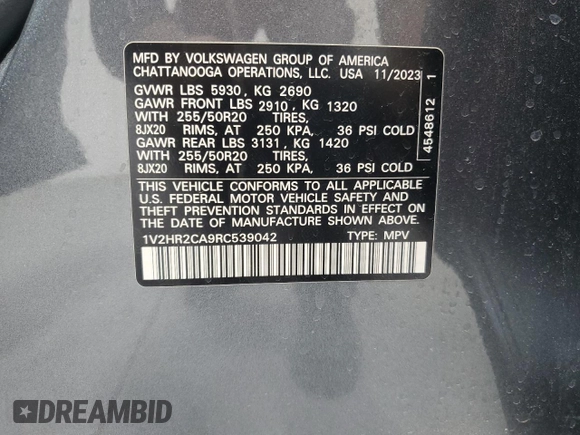 MFD BY VOLKSWAGEN GROUP OF AMERICA
CHATTANOOGA OPERATIONS, LLC. USA 11/2023
GVWR LBS 5930, KG 2690
GAWR FRONT LBS 2910, KG 1320
WITH 255/50R20 TIRES,
8JX20 RIMS, AT 250 KPA, 36 PSI COLD
GAWR REAR LBS 3131, KG 1420
WITH 255/50R20 TIRES,
8JX20 RIMS, AT 250 KPA, 36 PSI COLD
THIS VEHICLE CONFORMS TO ALL APPLICABLE
U.S. FEDERAL MOTOR VEHICLE SAFETY AND
THEFT PREVENTION STANDARDS IN EFFECT ON
THE DATE OF MANUFACTURE SHOWN ABOVE.
1V2HR2CA9RC539042 TYPE: MPV
4548612 1
DREAMBID